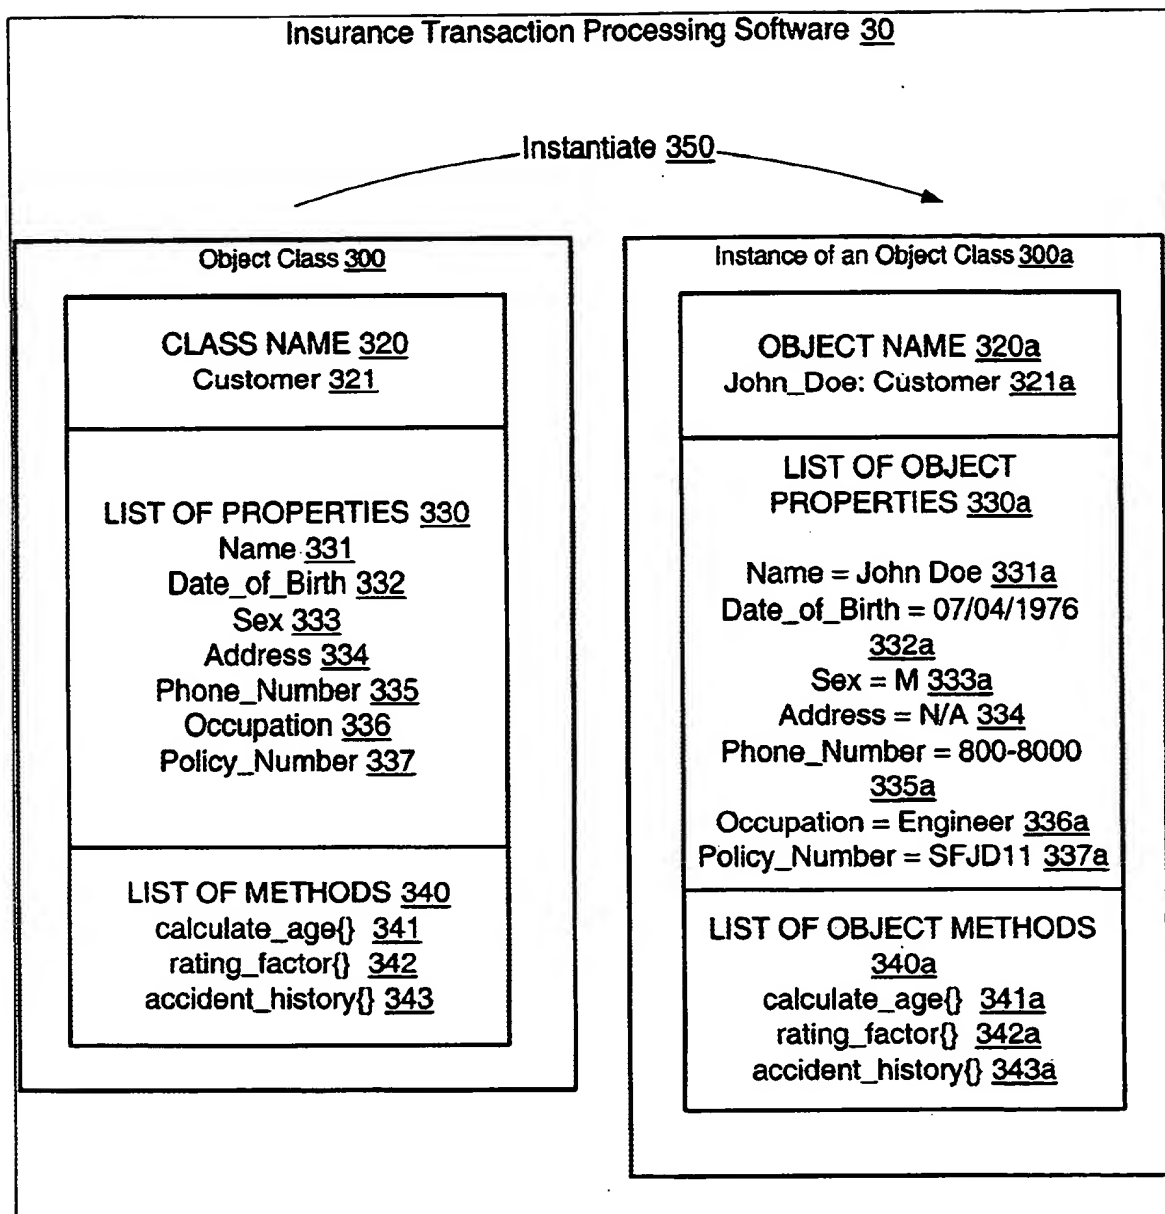 Insurance Transaction Processing Software 30
Instantiate 350
Object Class 300
CLASS NAME 320
Customer 321
LIST OF PROPERTIES 330
Name 331
Date_of_Birth 332
Sex 333
Address 334
Phone_Number 335
Occupation 336
Policy_Number 337
LIST OF METHODS 340
calculate_age{} 341
rating_factor{} 342
accident_history{} 343
Instance of an Object Class 300a
OBJECT NAME 320a
John_Doe: Customer 321a
LIST OF OBJECT
PROPERTIES 330a
Name = John Doe 331a
Date_of_Birth = 07/04/1976
332a
Sex = M 333a
Address = N/A 334
Phone_Number = 800-8000
335a
Occupation = Engineer 336a
Policy_Number = SFJD11 337a
LIST OF OBJECT METHODS
340a
calculate_age{} 341a
rating_factor{} 342a
accident_history{} 343a